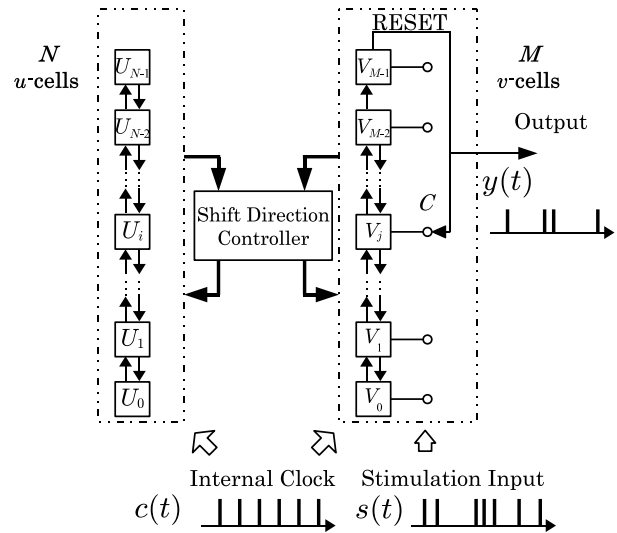 RESET
N
u-cells
M
v-cells
U_{N-1}
V_{M-1}
U_{N-2}
V_{M-2}
Output
y(t)
C
Shift Direction
Controller
U_i
V_j
U_1
V_1
U_0
V_0
Internal Clock
Stimulation Input
c(t)
s(t)